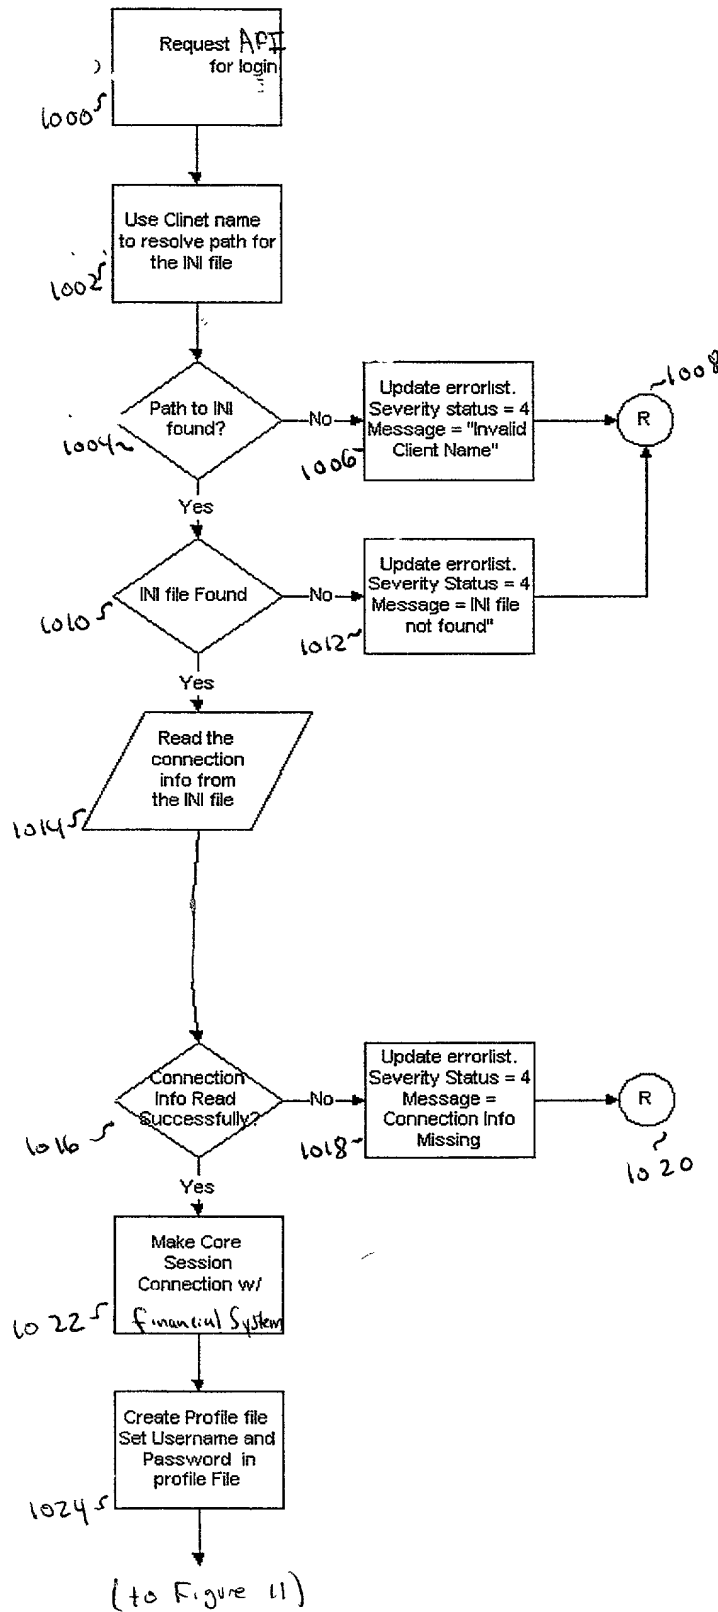 Request API
for login
1000
Use Clinet name
to resolve path for
the INI file
1002
Path to INI
found?
1004
No
Update errorlist.
Severity status = 4
Message = "Invalid
Client Name"
1006
R
1008
Yes
INI file Found
1010
No
Update errorlist.
Severity Status = 4
Message = INI file
not found"
1012
Yes
Read the
connection
info from
the INI file
1014
Connection
Info Read
Successfully?
1016
No
Update errorlist.
Severity Status = 4
Message =
Connection Info
Missing
1018
R
1020
Yes
Make Core
Session
Connection w/
financial System
1022
Create Profile file
Set Username and
Password in
profile File
1024
(to Figure 11)